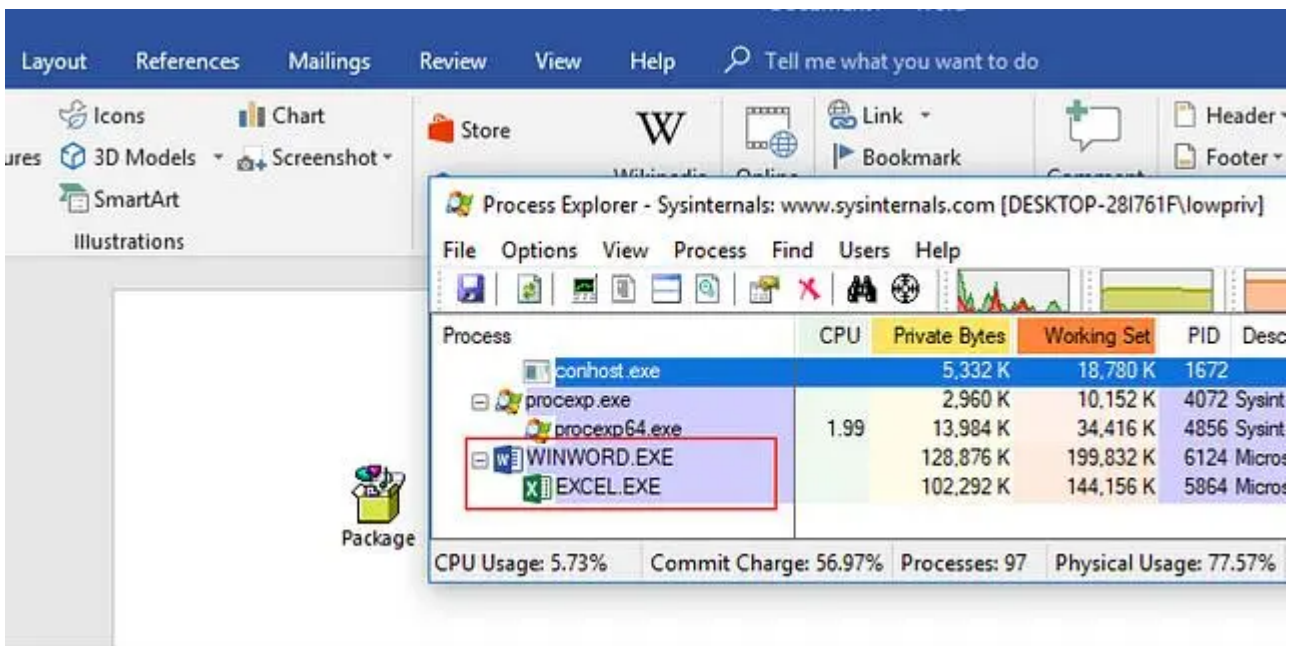 Layout References Mailings Review View Help Tell me what you want to do
Icons Chart Store W Link Header
ures 3D Models Screenshot Bookmark Footer
SmartArt
Illustrations
Process Explorer - Sysinternals: www.sysinternals.com [DESKTOP-28I761F\lowpriv]
File Options View Process Find Users Help
Process CPU Private Bytes Working Set PID Desc
conhost.exe 5,332 K 18,780 K 1672
procexp.exe 2,960 K 10,152 K 4072 Sysint
procexp64.exe 1.99 13,984 K 34,416 K 4856 Sysint
WINWORD.EXE 128,876 K 199,832 K 6124 Micros
EXCEL.EXE 102,292 K 144,156 K 5864 Micros
Package
CPU Usage: 5.73% Commit Charge: 56.97% Processes: 97 Physical Usage: 77.57%